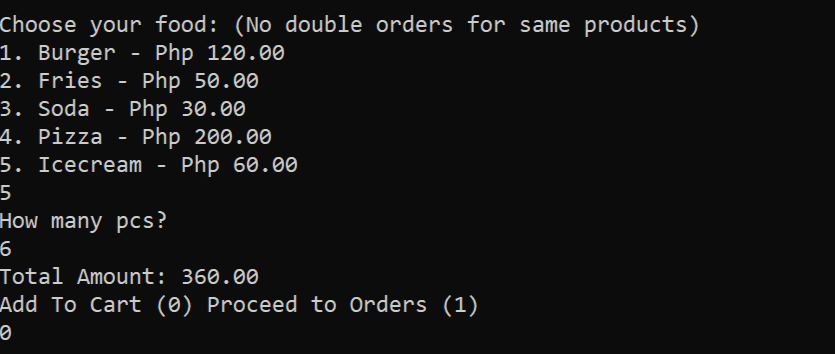 Choose your food: (No double orders for same products)
1. Burger - Php 120.00
2. Fries - Php 50.00
3. Soda - Php 30.00
4. Pizza - Php 200.00
5. Icecream - Php 60.00
5
How many pcs?
6
Total Amount: 360.00
Add To Cart (0) Proceed to Orders (1)
0